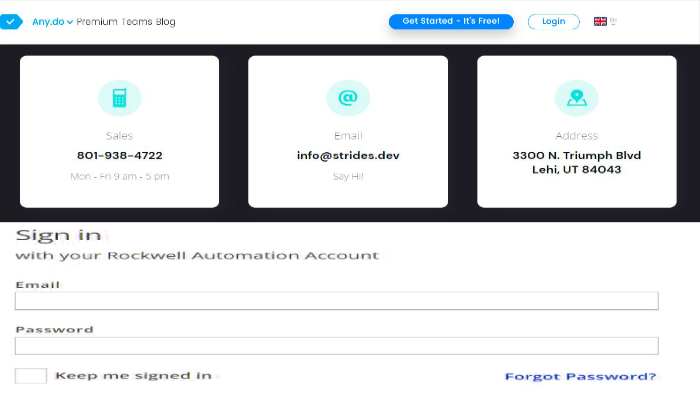 Any.do Premium Teams Blog Get Started - It's Free! Login EN
Sales
801-938-4722
Mon - Fri 9 am - 5 pm
@
Email
info@strides.dev
Say Hi!
Address
3300 N. Triumph Blvd
Lehi, UT 84043
Sign in
with your Rockwell Automation Account
Email
Password
Keep me signed in Forgot Password?